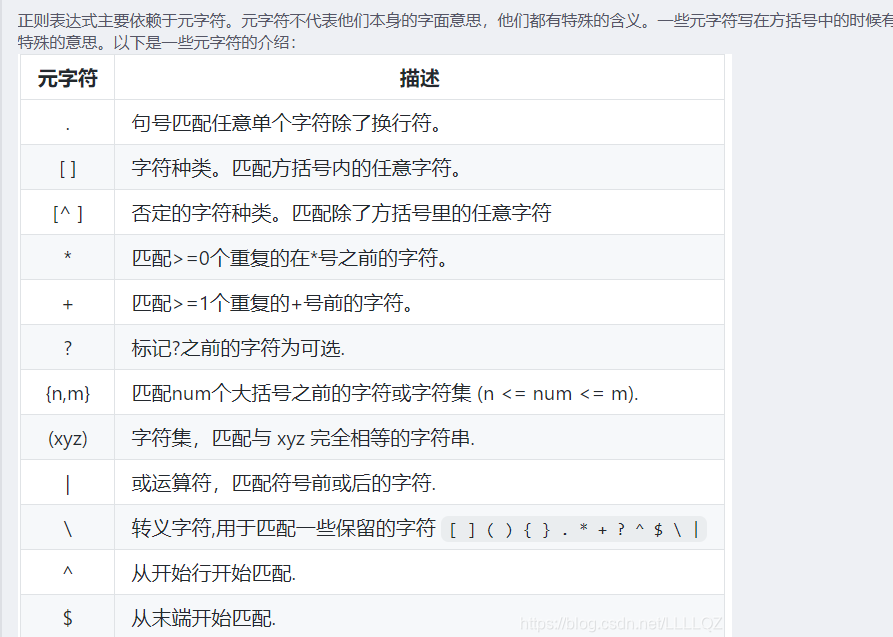 正则表达式主要依赖于元字符。元字符不代表他们本身的字面意思，他们都有特殊的含义。一些元字符写在方括号中的时候有
特殊的意思。以下是一些元字符的介绍：
元字符 描述
. 句号匹配任意单个字符除了换行符。
[ ] 字符种类。匹配方括号内的任意字符。
[^ ] 否定的字符种类。匹配除了方括号里的任意字符
* 匹配>=0个重复的在*号之前的字符。
+ 匹配>=1个重复的+号前的字符。
? 标记?之前的字符为可选.
{n,m} 匹配num个大括号之前的字符或字符集 (n <= num <= m).
(xyz) 字符集，匹配与 xyz 完全相等的字符串.
| 或运算符，匹配符号前或后的字符.
\ 转义字符,用于匹配一些保留的字符 [ ] ( ) { } . * + ? ^ $ \ |
^ 从开始行开始匹配.
$ 从末端开始匹配.
https://blog.csdn.net/LLLLQZ